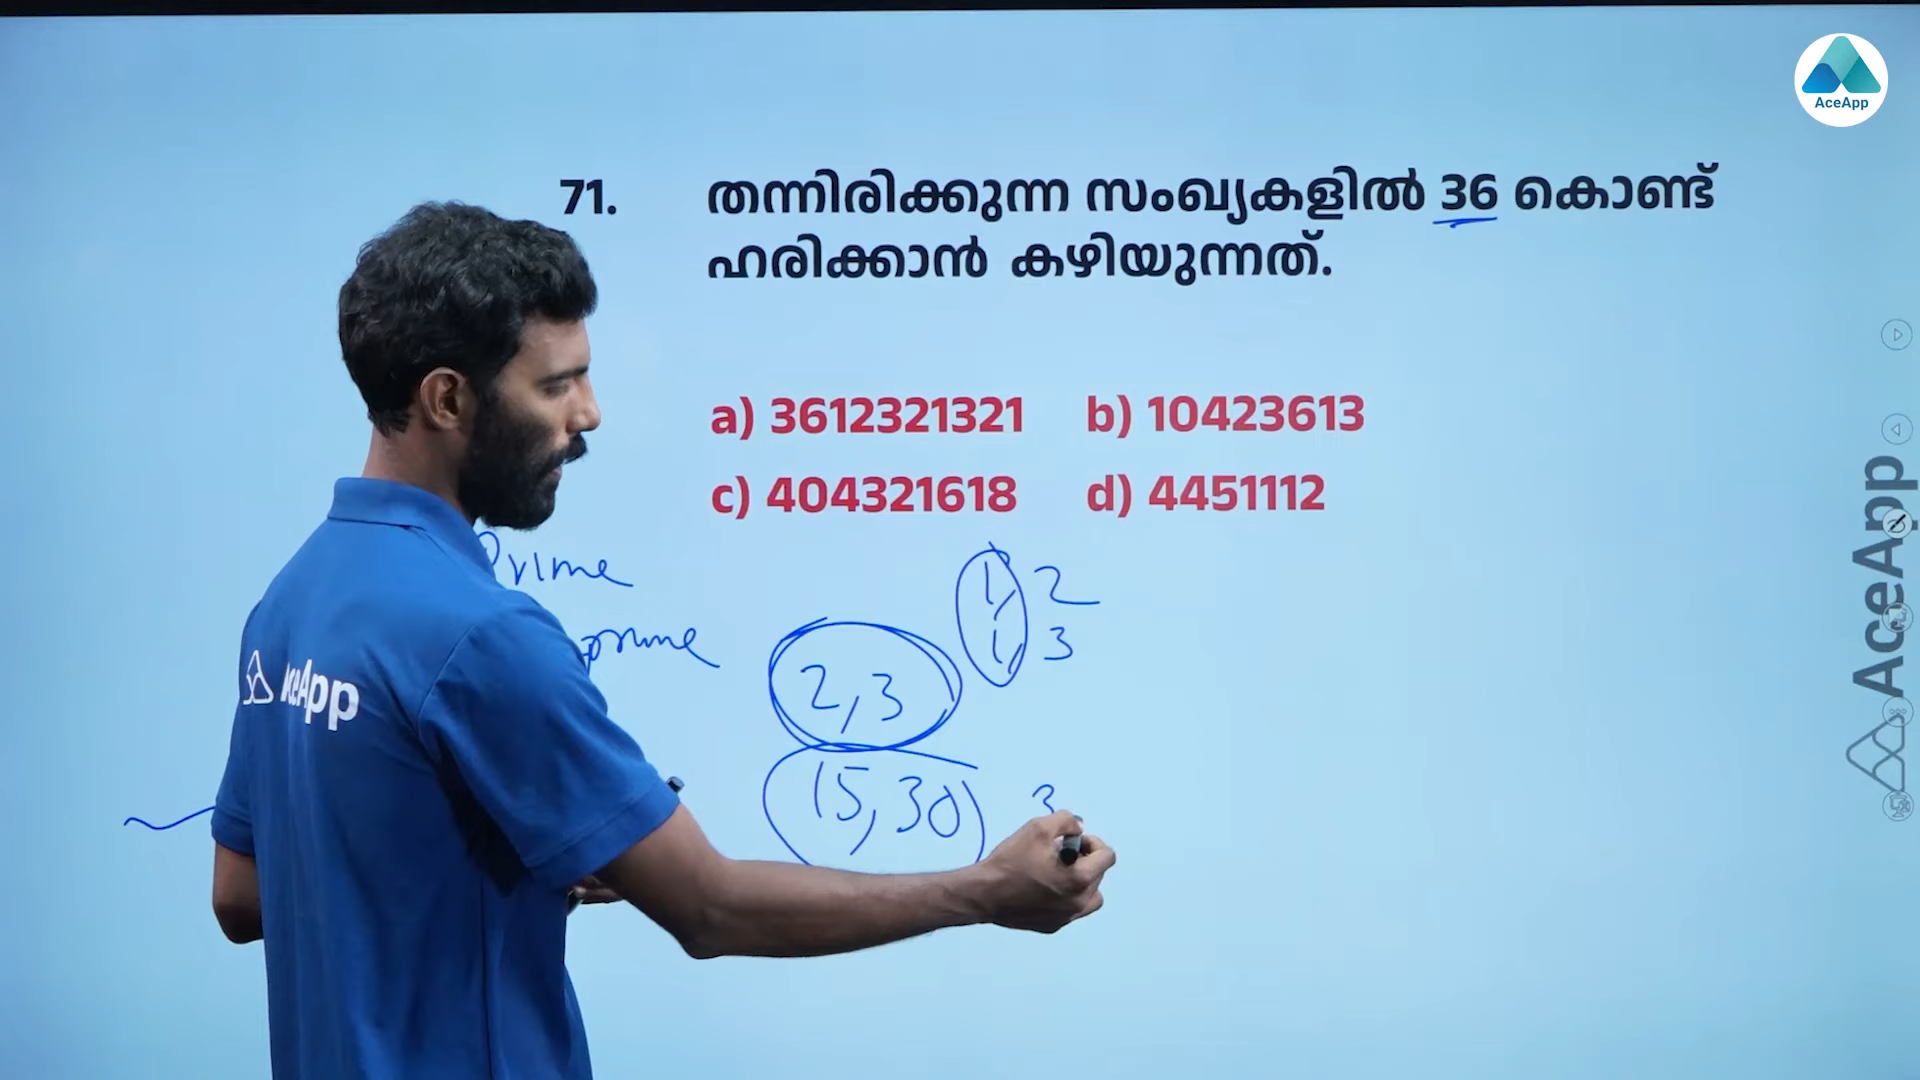 AceApp
71. തന്നിരിക്കുന്ന സംഖ്യകളിൽ 36 കൊണ്ട്
ഹരിക്കാൻ കഴിയുന്നത്.
a) 3612321321 b) 10423613
c) 404321618 d) 4451112
Prime
prime
1, 2
1, 3
2, 3
15, 30
3
AceApp
AceApp